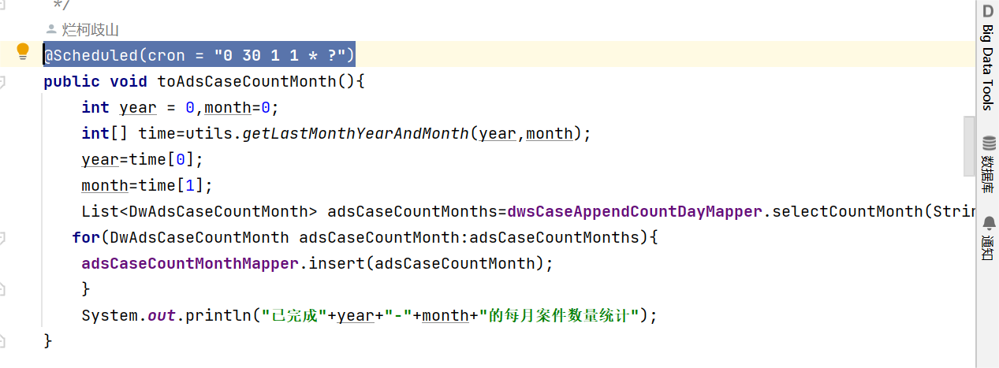 */
烂柯歧山
@Scheduled(cron = "0 30 1 1 * ?")
public void toAdsCaseCountMonth(){
int year = 0,month=0;
int[] time=utils.getLastMonthYearAndMonth(year,month);
year=time[0];
month=time[1];
List<DwAdsCaseCountMonth> adsCaseCountMonths=dwsCaseAppendCountDayMapper.selectCountMonth(Strin
for(DwAdsCaseCountMonth adsCaseCountMonth:adsCaseCountMonths){
adsCaseCountMonthMapper.insert(adsCaseCountMonth);
}
System.out.println("已完成"+year+"-"+month+"的每月案件数量统计");
}
D
Big Data Tools
数据库
通知